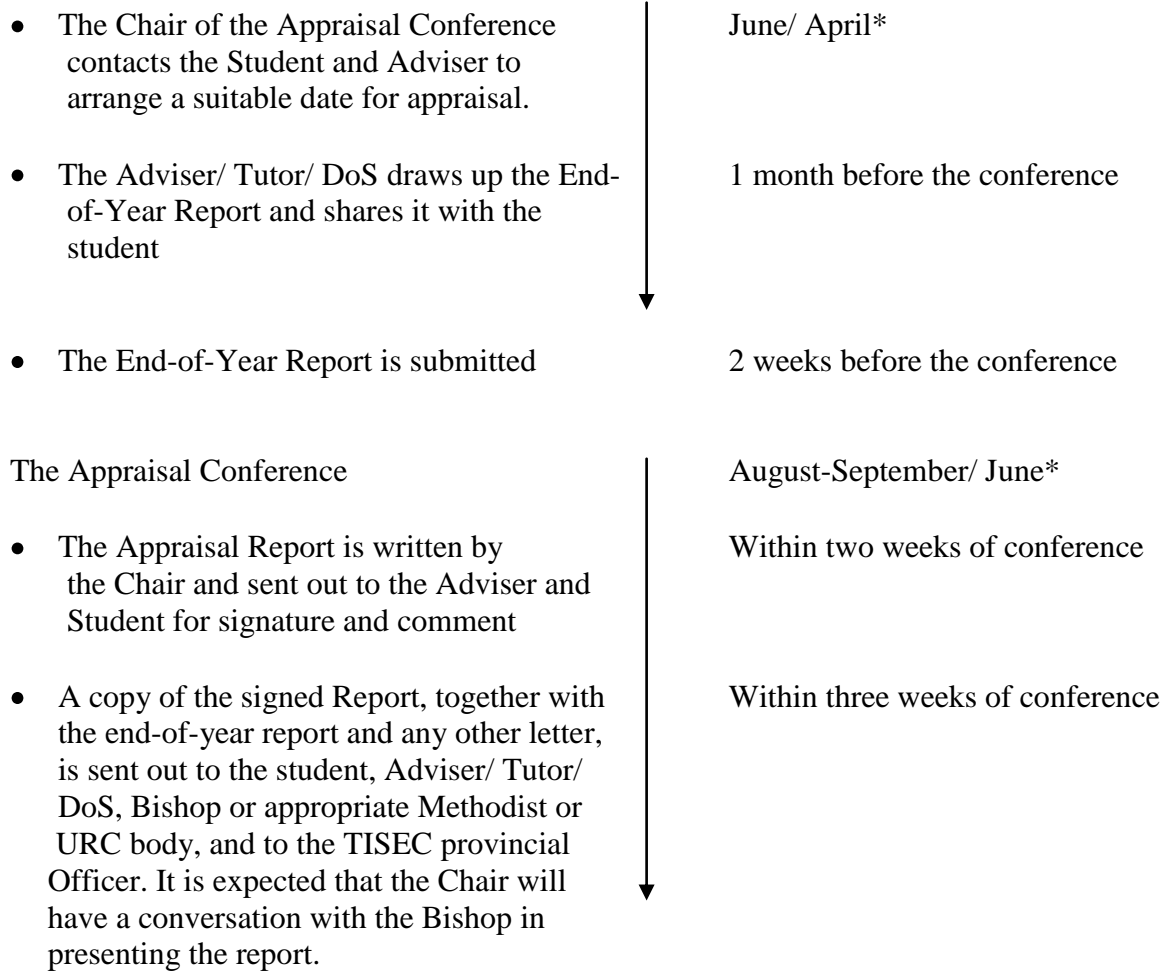 • The Chair of the Appraisal Conference June/ April*
contacts the Student and Adviser to
arrange a suitable date for appraisal.
• The Adviser/ Tutor/ DoS draws up the End- 1 month before the conference
of-Year Report and shares it with the
student
• The End-of-Year Report is submitted 2 weeks before the conference
The Appraisal Conference August-September/ June*
• The Appraisal Report is written by Within two weeks of conference
the Chair and sent out to the Adviser and
Student for signature and comment
• A copy of the signed Report, together with Within three weeks of conference
the end-of-year report and any other letter,
is sent out to the student, Adviser/ Tutor/
DoS, Bishop or appropriate Methodist or
URC body, and to the TISEC provincial
Officer. It is expected that the Chair will
have a conversation with the Bishop in
presenting the report.